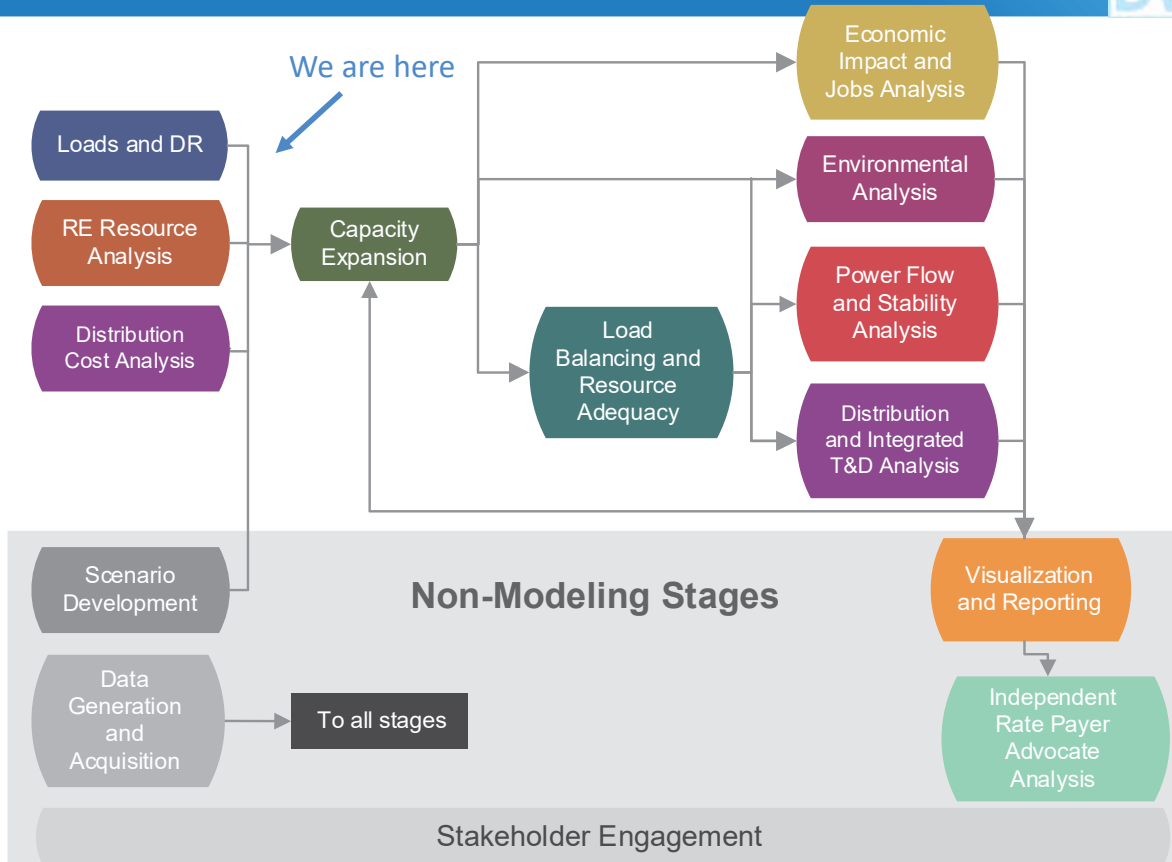 We are here
Loads and DR
RE Resource
Analysis
Distribution
Cost Analysis
Capacity
Expansion
Load
Balancing and
Resource
Adequacy
Economic
Impact and
Jobs Analysis
Environmental
Analysis
Power Flow
and Stability
Analysis
Distribution
and Integrated
T&D Analysis
Non-Modeling Stages
Scenario
Development
Data
Generation
and
Acquisition
To all stages
Visualization
and Reporting
Independent
Rate Payer
Advocate
Analysis
Stakeholder Engagement